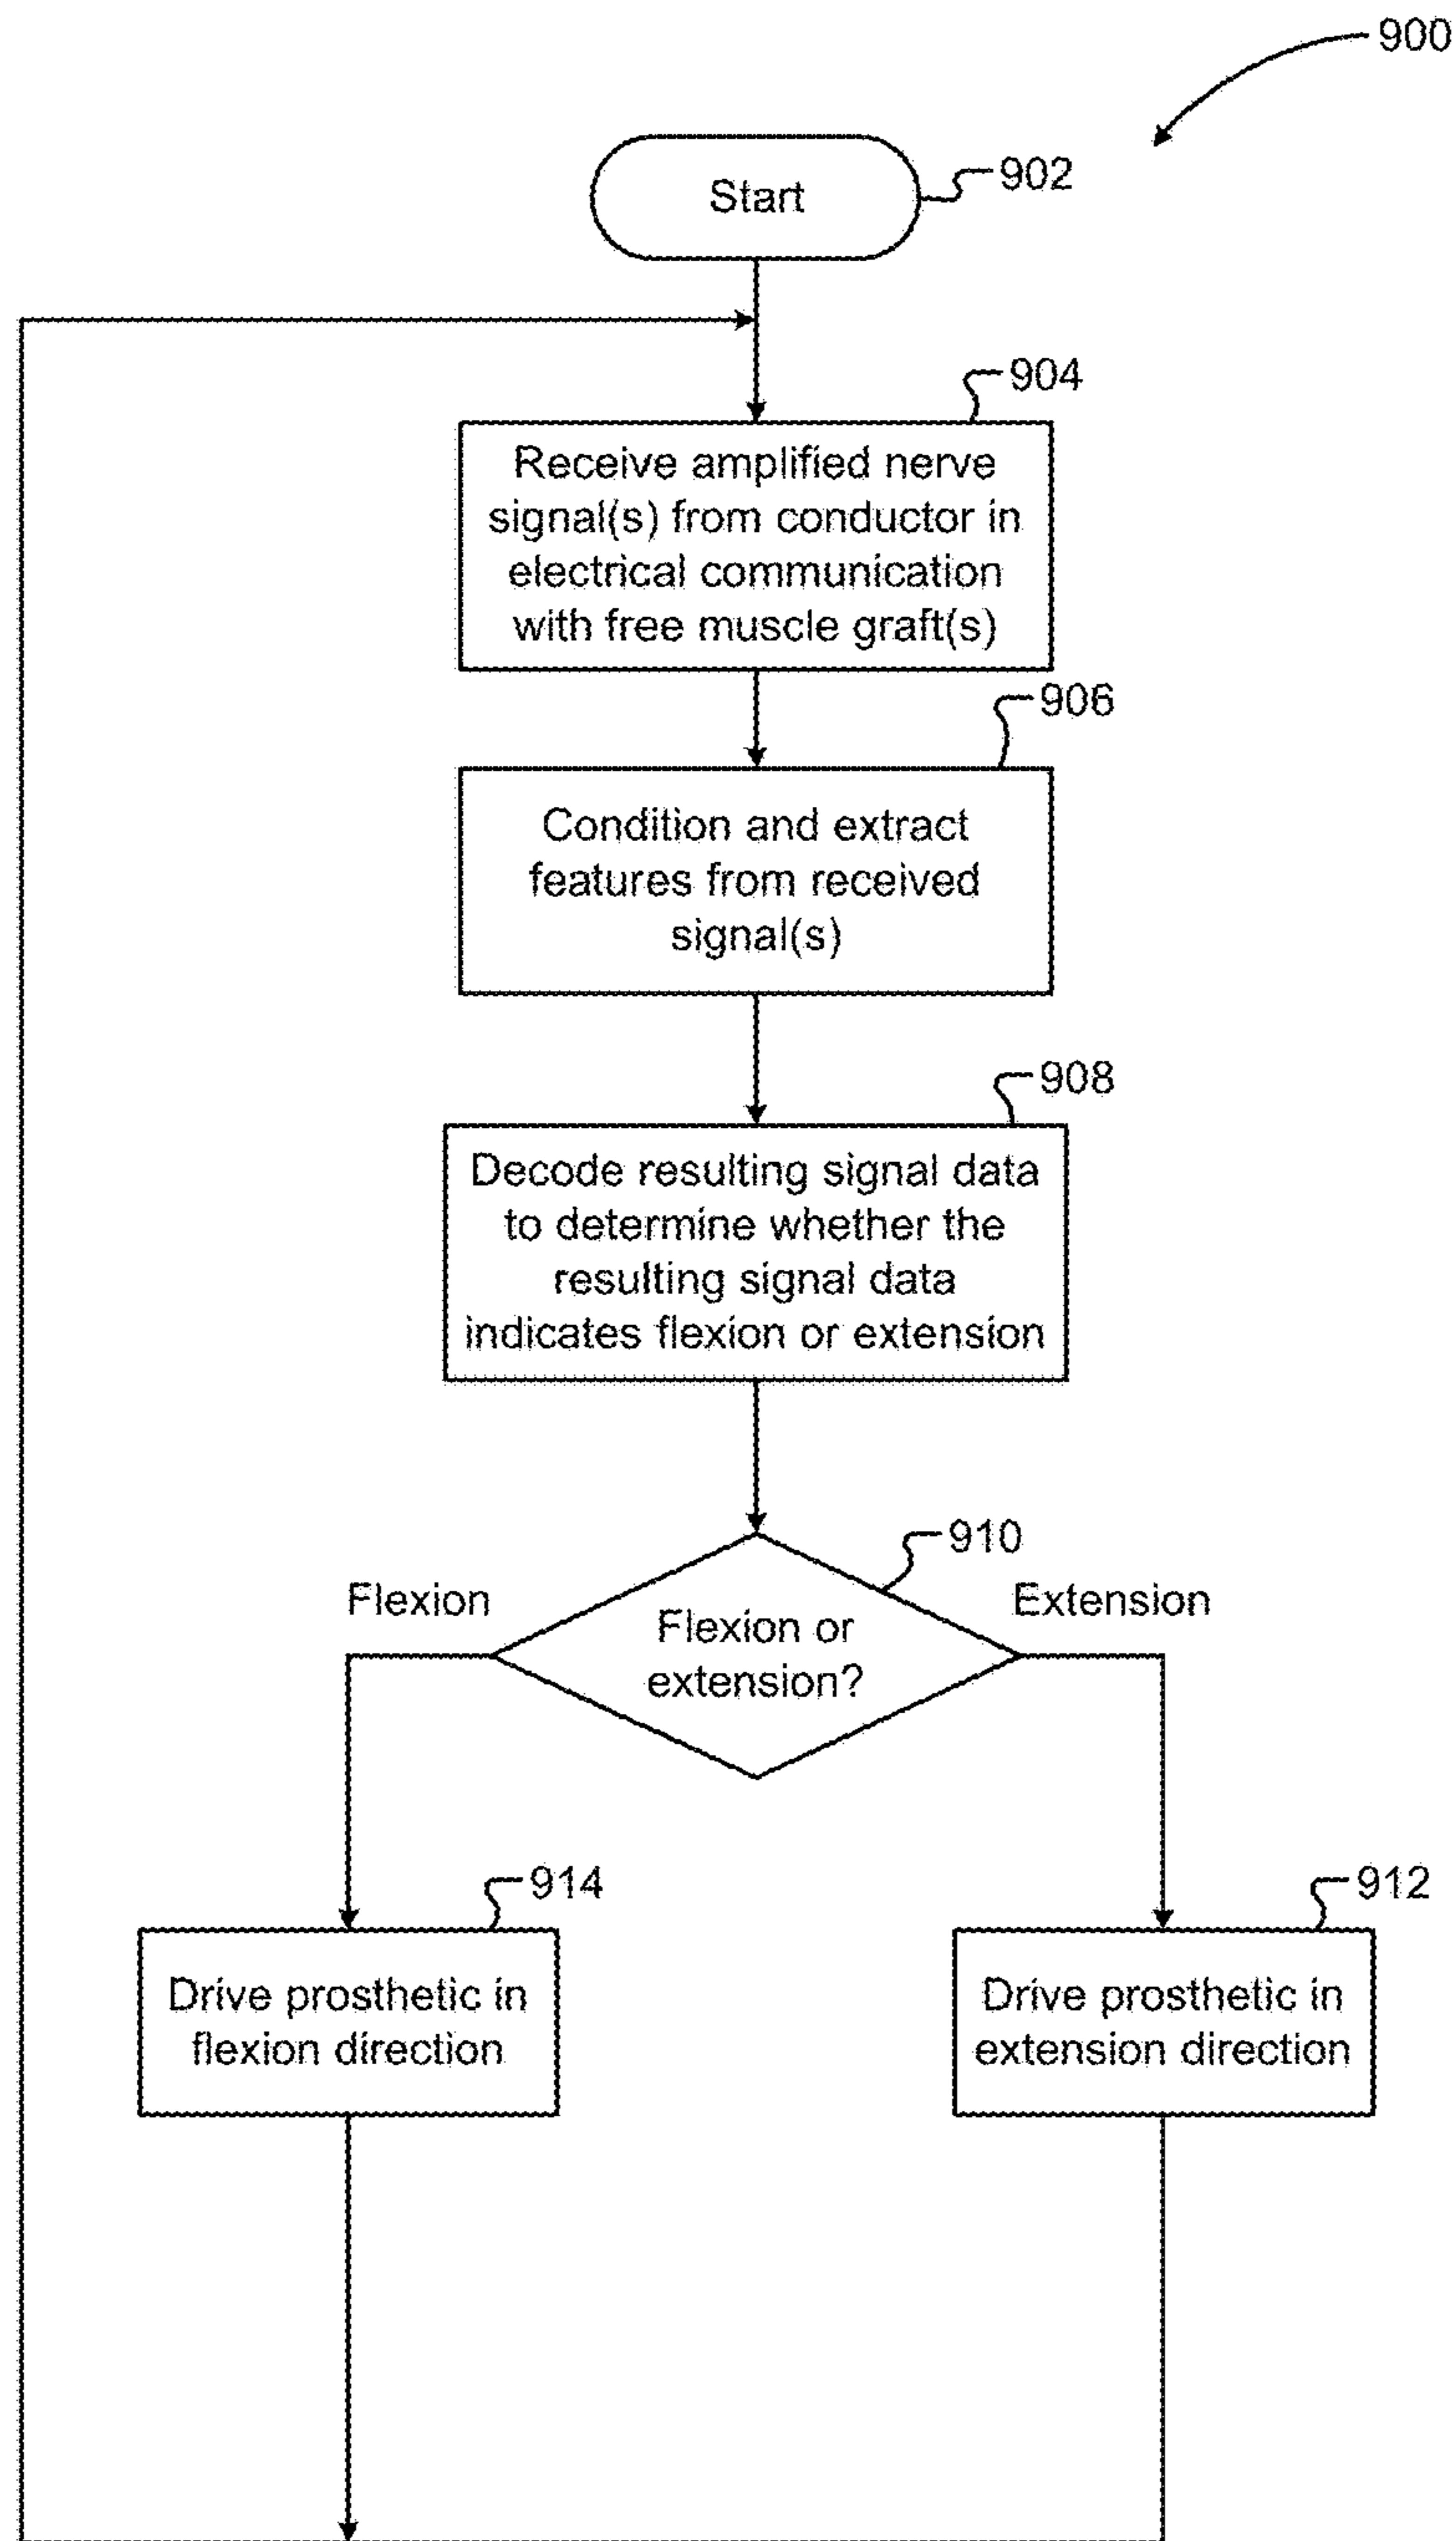 900
Start
902
904
Receive amplified nerve
signal(s) from conductor in
electrical communication
with free muscle graft(s)
906
Condition and extract
features from received
signal(s)
908
Decode resulting signal data
to determine whether the
resulting signal data
indicates flexion or extension
910
Flexion
Extension
Flexion or
extension?
914
912
Drive prosthetic in
flexion direction
Drive prosthetic in
extension direction